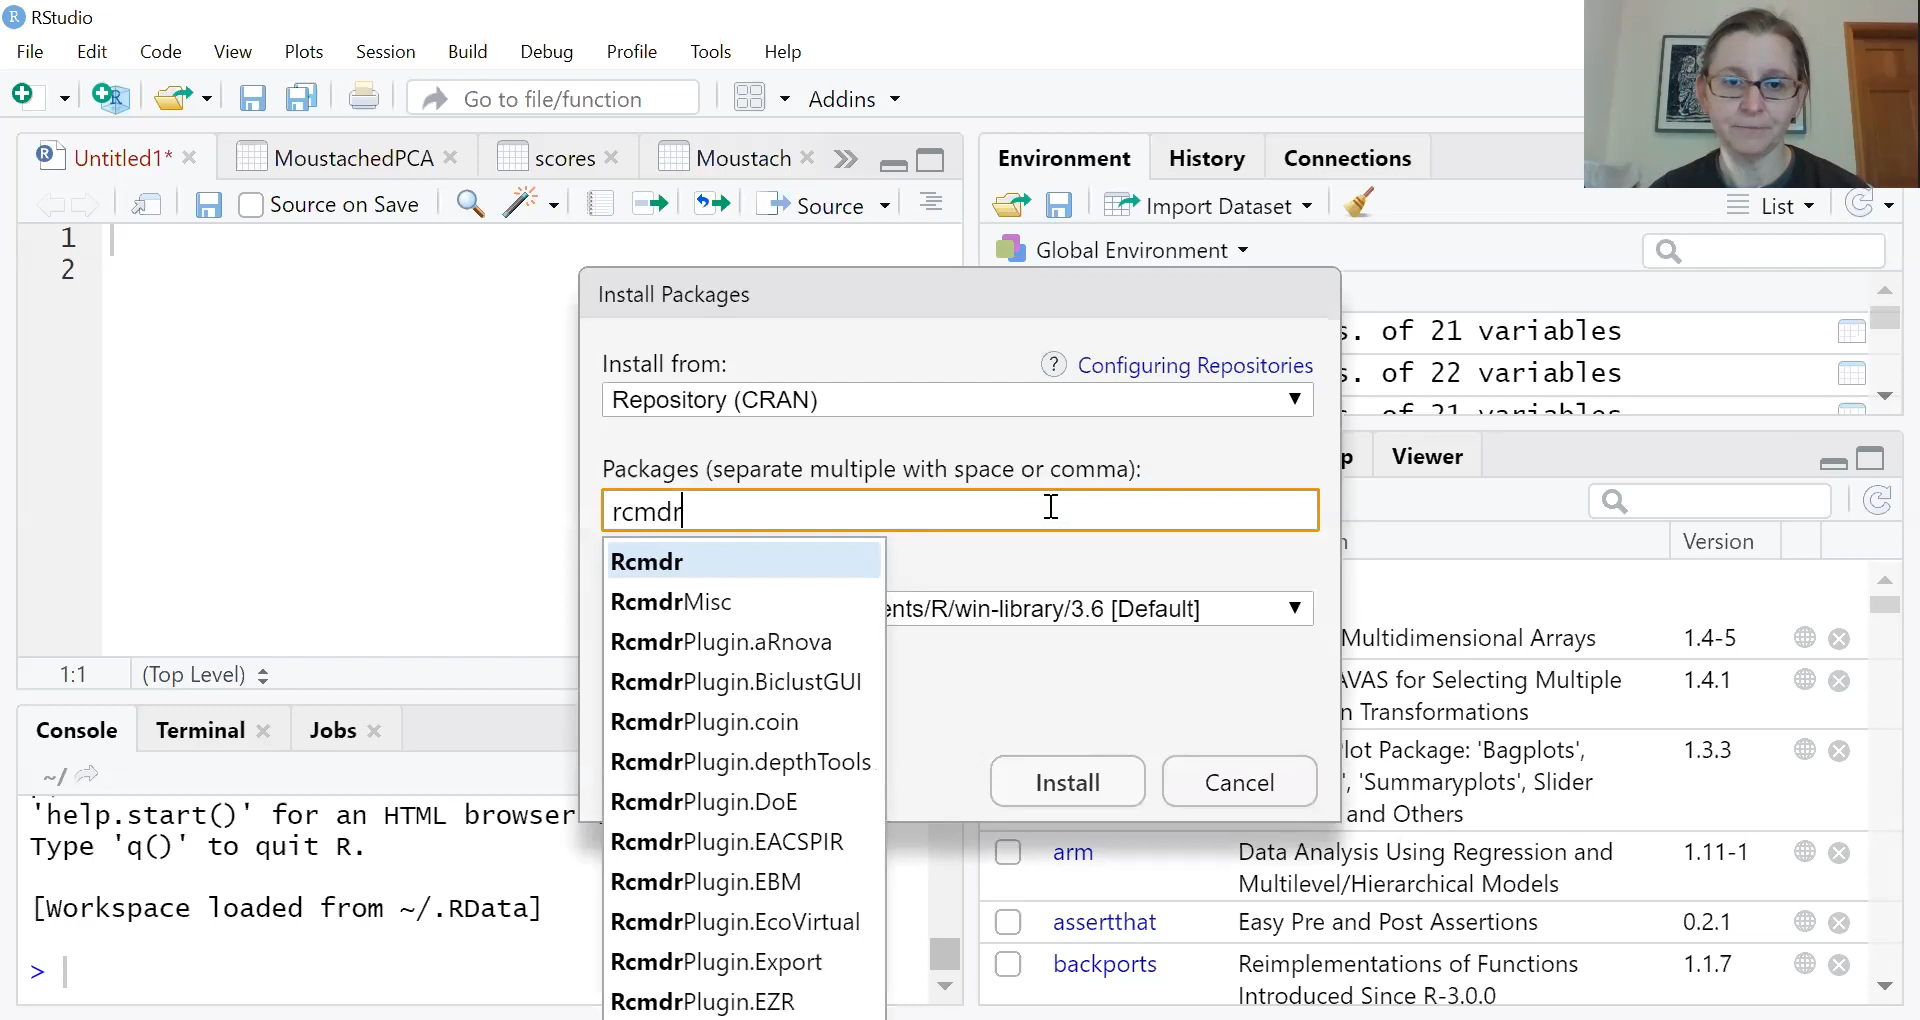 RStudio
File Edit Code View Plots Session Build Debug Profile Tools Help
Go to file/function Addins
Untitled1* MoustachedPCA scores Moustach
Source on Save Source
1
2
1:1 (Top Level)
Console Terminal Jobs
~/
'help.start()' for an HTML browser
Type 'q()' to quit R.
[Workspace loaded from ~/.RData]
>
Install Packages
Install from: ? Configuring Repositories
Repository (CRAN)
Packages (separate multiple with space or comma):
rcmdr
Rcmdr
RcmdrMisc
RcmdrPlugin.aRnova
RcmdrPlugin.BiclustGUI
RcmdrPlugin.coin
RcmdrPlugin.depthTools
RcmdrPlugin.DoE
RcmdrPlugin.EACSPIR
RcmdrPlugin.EBM
RcmdrPlugin.EcoVirtual
RcmdrPlugin.Export
RcmdrPlugin.EZR
ents/R/win-library/3.6 [Default]
Install Cancel
Environment History Connections
Import Dataset List
Global Environment
s. of 21 variables
s. of 22 variables
s. of 21 variables
p Viewer
n Version
Multidimensional Arrays 1.4-5
AVAS for Selecting Multiple 1.4.1
n Transformations
lot Package: 'Bagplots', 1.3.3
', 'Summaryplots', Slider
and Others
arm Data Analysis Using Regression and 1.11-1
Multilevel/Hierarchical Models
assertthat Easy Pre and Post Assertions 0.2.1
backports Reimplementations of Functions 1.1.7
Introduced Since R-3.0.0